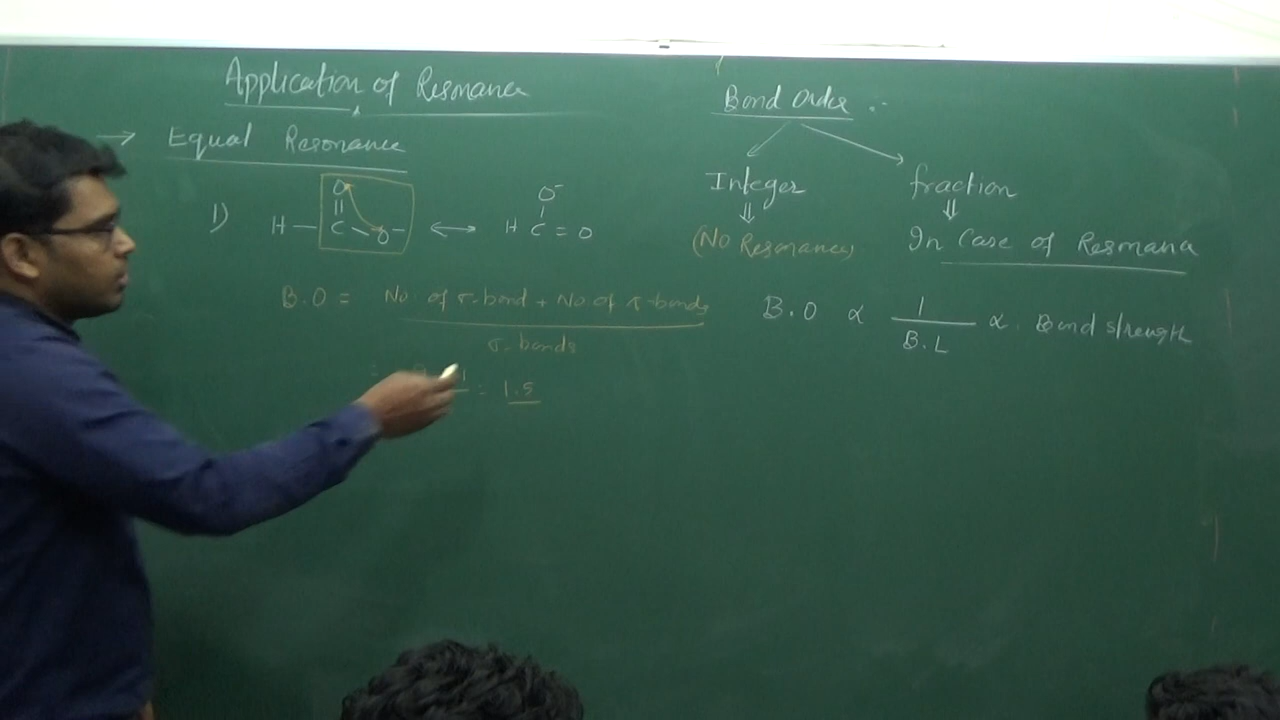 Application of Resonance
→ Equal Resonance
1) H — C — O⁻ ⟷ H C = O
O
||
O⁻
|
B.O = No. of σ-bond + No of π-bonds
σ-bonds
1 = 1.5
Bond Order :-
Integer fraction
⇓ ⇓
(No Resonance) In Case of Resonance
B.O ∝ 1 ∝ Bond strength
B.L